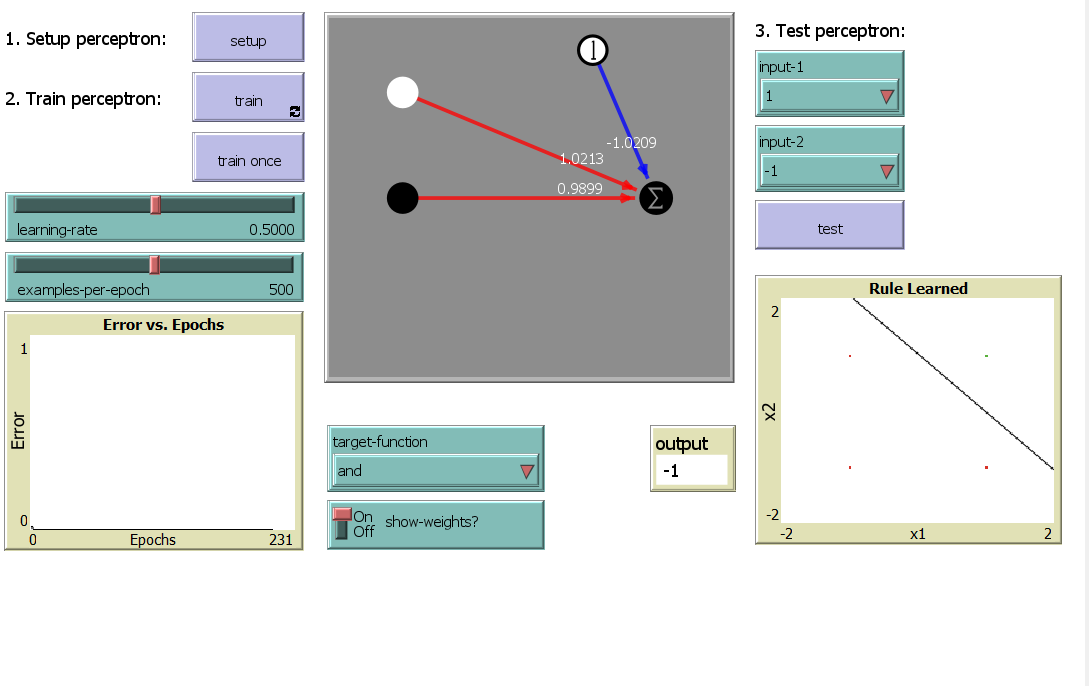 1. Setup perceptron:
setup
2. Train perceptron:
train
train once
learning-rate
0.5000
examples-per-epoch
500
Error vs. Epochs
1
Error
0
0
Epochs
231
1
-1.0209
1.0213
0.9899
Σ
target-function
and
On
Off
show-weights?
output
-1
3. Test perceptron:
input-1
1
input-2
-1
test
Rule Learned
2
x2
-2
-2
x1
2